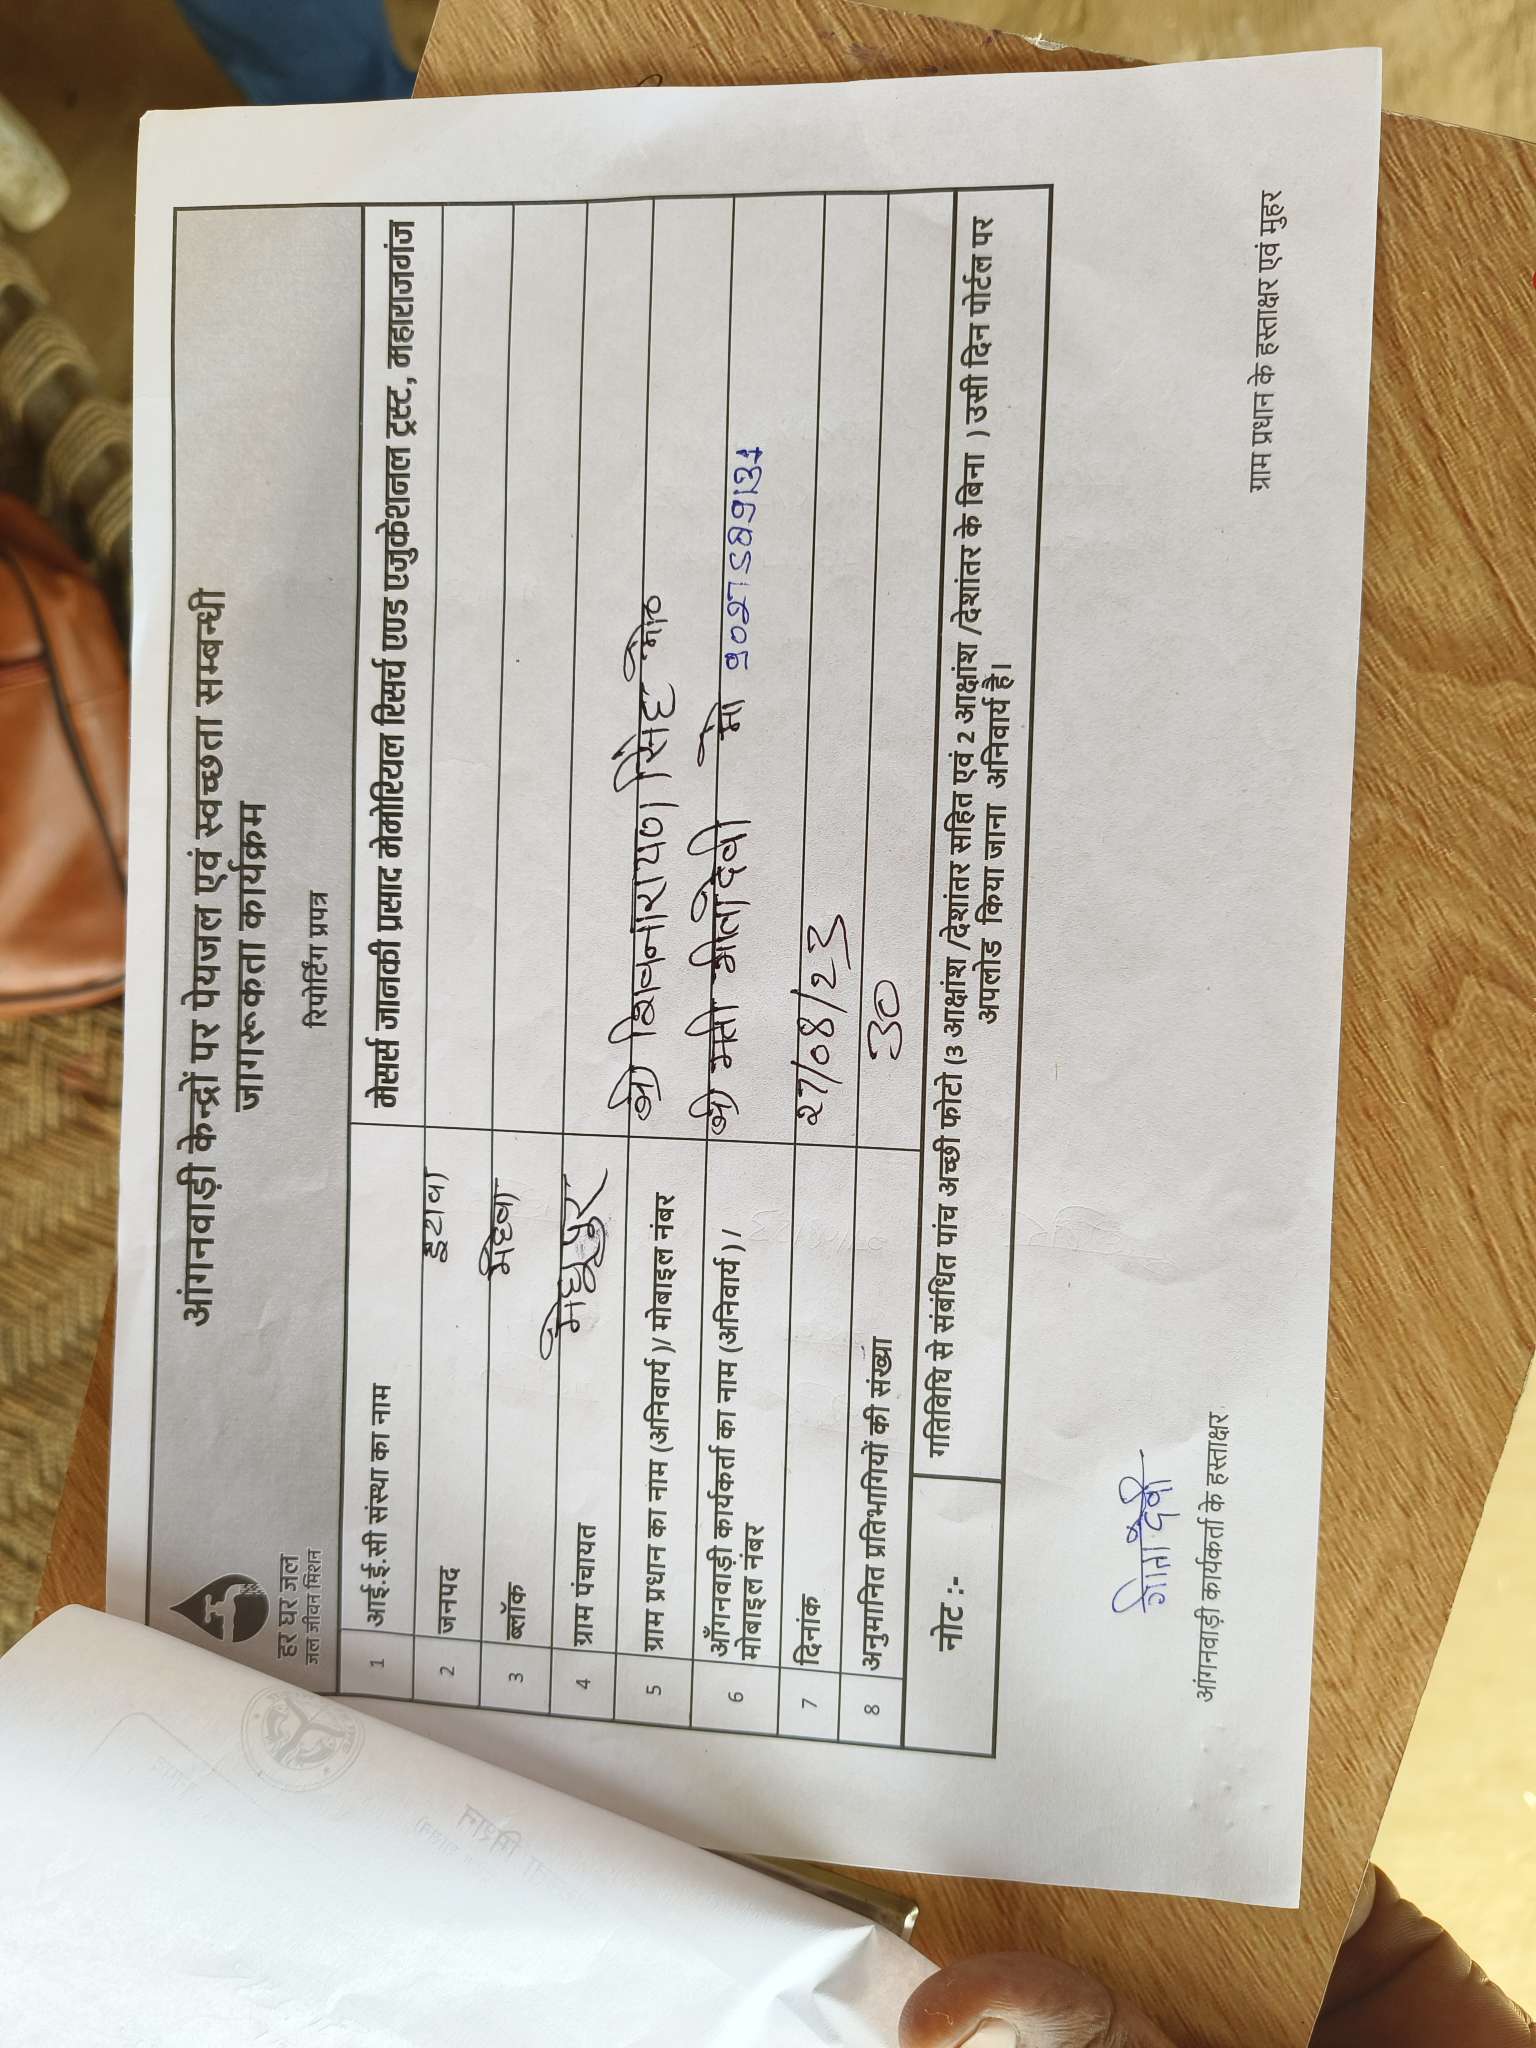 आंगनवाड़ी केन्द्रों पर पेयजल एवं स्वच्छता सम्बन्धी
जागरूकता कार्यक्रम
हर घर जल
जल जीवन मिशन
रिपोर्टिंग प्रपत्र
1 आई.ई.सी संस्था का नाम मेसर्स जानकी प्रसाद मेमोरियल रिसर्च एण्ड एजुकेशनल ट्रस्ट, महाराजगंज
2 जनपद इटावा
3 ब्लॉक
4 ग्राम पंचायत
5 ग्राम प्रधान का नाम (अनिवार्य)/ मोबाइल नंबर श्री शिवनारायण सिंह मो०
6 आँगनवाड़ी कार्यकर्ता का नाम (अनिवार्य) / श्री मती गीता देवी मो
मोबाइल नंबर
7 दिनांक 27/08/23
8 अनुमानित प्रतिभागियों की संख्या 30
नोट :- गतिविधि से संबंधित पांच अच्छी फोटो (3 आक्षांश /देशांतर सहित एवं 2 आक्षांश /देशांतर के बिना ) उसी दिन पोर्टल पर
अपलोड किया जाना अनिवार्य है।
गीता देवी
आंगनवाड़ी कार्यकर्ता के हस्ताक्षर ग्राम प्रधान के हस्ताक्षर एवं मुहर